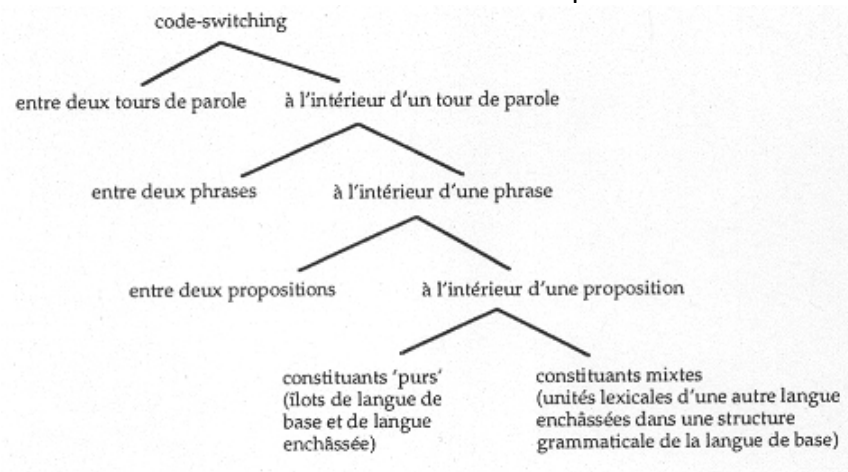 code-switching
entre deux tours de parole
à l'intérieur d'un tour de parole
entre deux phrases
à l'intérieur d'une phrase
entre deux propositions
à l'intérieur d'une proposition
constituants 'purs'
(îlots de langue de
base et de langue
enchâssée)
constituants mixtes
(unités lexicales d'une autre langue
enchâssées dans une structure
grammaticale de la langue de base)